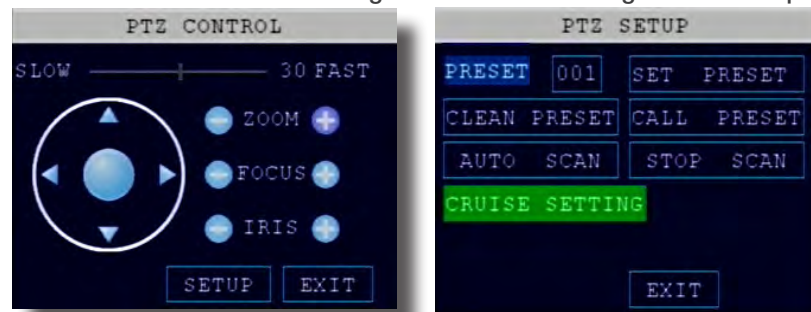 PTZ CONTROL
SLOW 30 FAST
ZOOM
FOCUS
IRIS
SETUP EXIT
PTZ SETUP
PRESET 001 SET PRESET
CLEAN PRESET CALL PRESET
AUTO SCAN STOP SCAN
CRUISE SETTING
EXIT